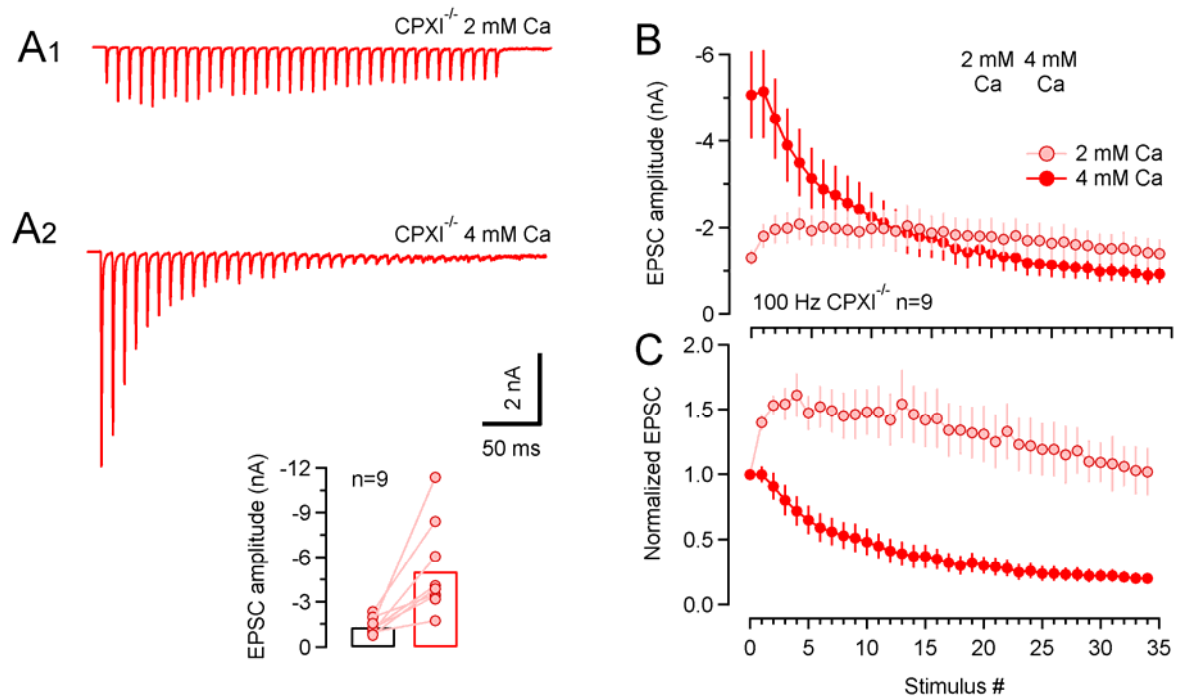 A1
CPXI-/- 2 mM Ca
A2
CPXI-/- 4 mM Ca
2 nA
50 ms
EPSC amplitude (nA)
-12
-9
-6
-3
0
n=9
B
EPSC amplitude (nA)
-6
-4
-2
0
2 mM 4 mM
Ca Ca
2 mM Ca
4 mM Ca
100 Hz CPXI-/- n=9
C
Normalized EPSC
2.0
1.5
1.0
0.5
0.0
0 5 10 15 20 25 30 35
Stimulus #